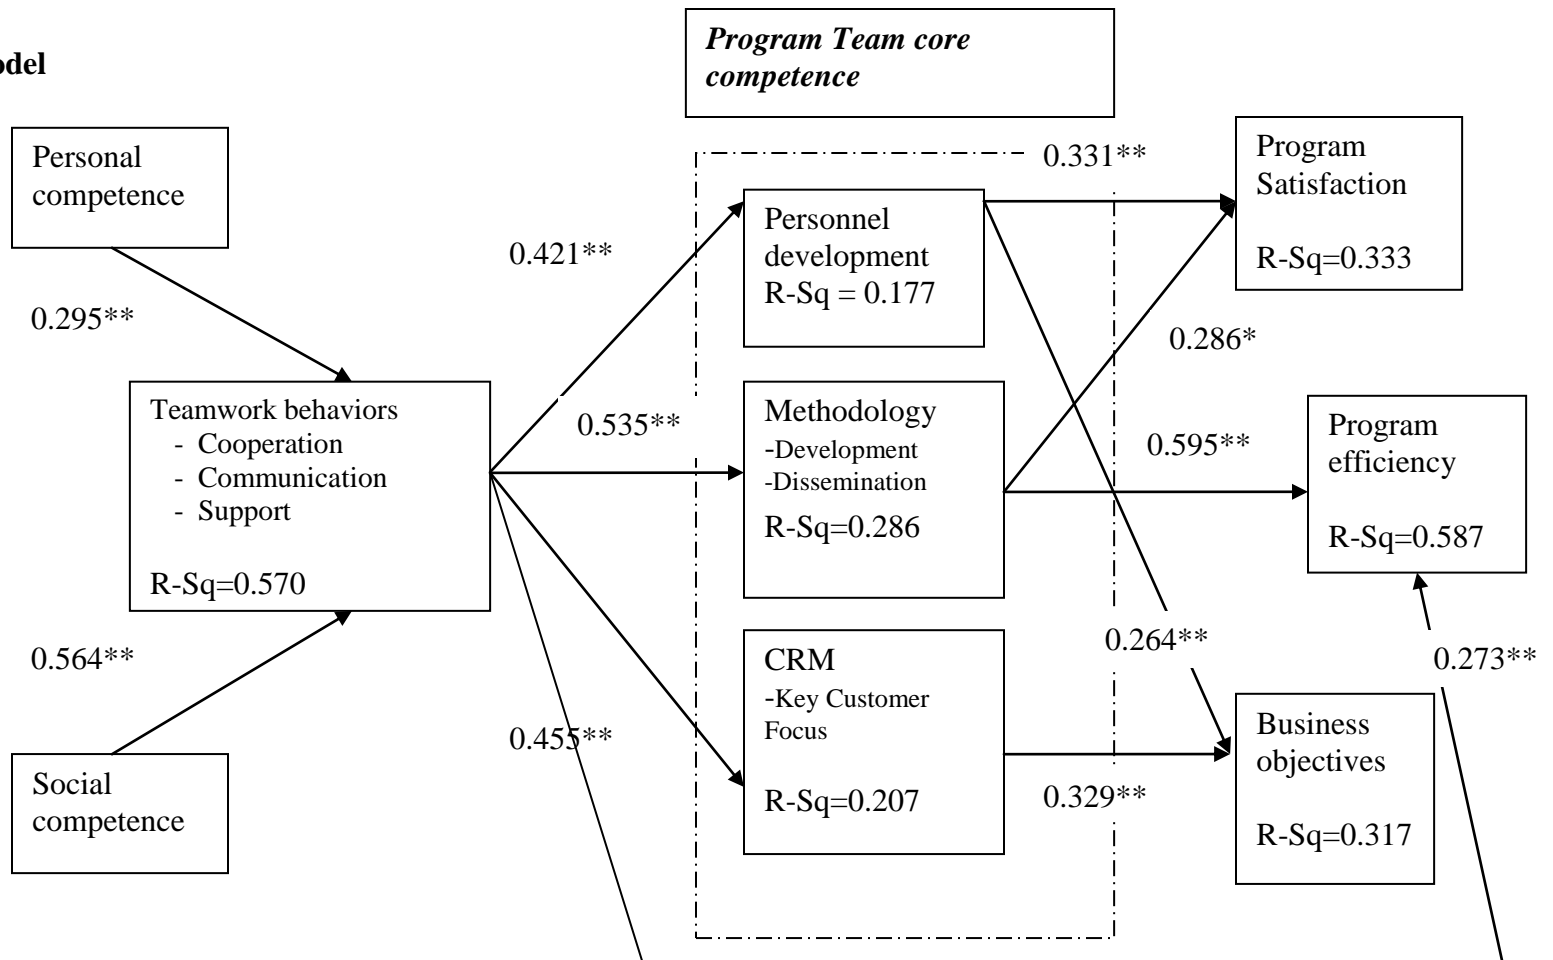 odel
Program Team core
competence
Personal
competence
0.295**
Teamwork behaviors
- Cooperation
- Communication
- Support
R-Sq=0.570
0.564**
Social
competence
0.421**
0.535**
0.455**
Personnel
development
R-Sq = 0.177
Methodology
-Development
-Dissemination
R-Sq=0.286
CRM
-Key Customer
Focus
R-Sq=0.207
0.331**
0.286*
0.595**
0.264**
0.329**
Program
Satisfaction
R-Sq=0.333
Program
efficiency
R-Sq=0.587
0.273**
Business
objectives
R-Sq=0.317